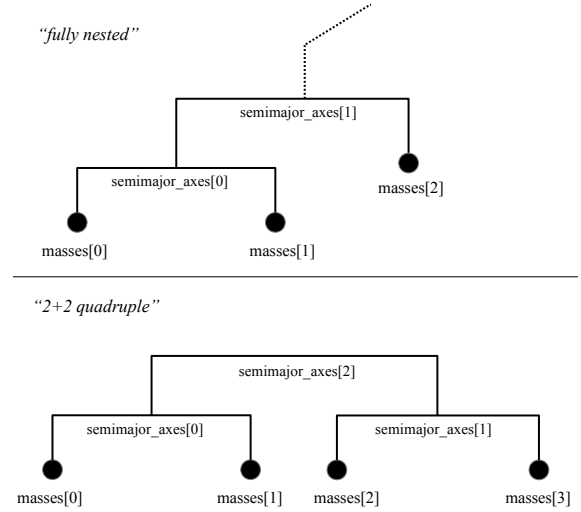 “fully nested”
semimajor_axes[1]
semimajor_axes[0]
masses[2]
masses[0]
masses[1]
“2+2 quadruple”
semimajor_axes[2]
semimajor_axes[0]
semimajor_axes[1]
masses[0]
masses[1]
masses[2]
masses[3]